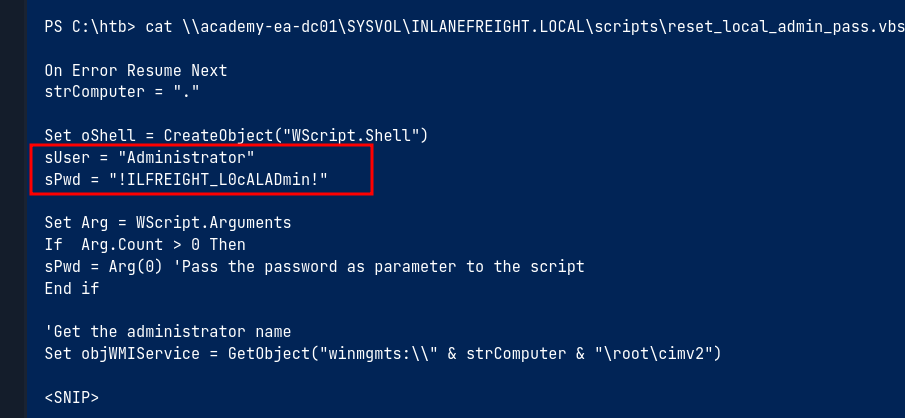 PS C:\htb> cat \\academy-ea-dc01\SYSVOL\INLANEFREIGHT.LOCAL\scripts\reset_local_admin_pass.vbs
On Error Resume Next
strComputer = "."
Set oShell = CreateObject("WScript.Shell")
sUser = "Administrator"
sPwd = "!ILFREIGHT_L0cALADmin!"
Set Arg = WScript.Arguments
If  Arg.Count > 0 Then
sPwd = Arg(0) 'Pass the password as parameter to the script
End if
'Get the administrator name
Set objWMIService = GetObject("winmgmts:\\" & strComputer & "\root\cimv2")
<SNIP>